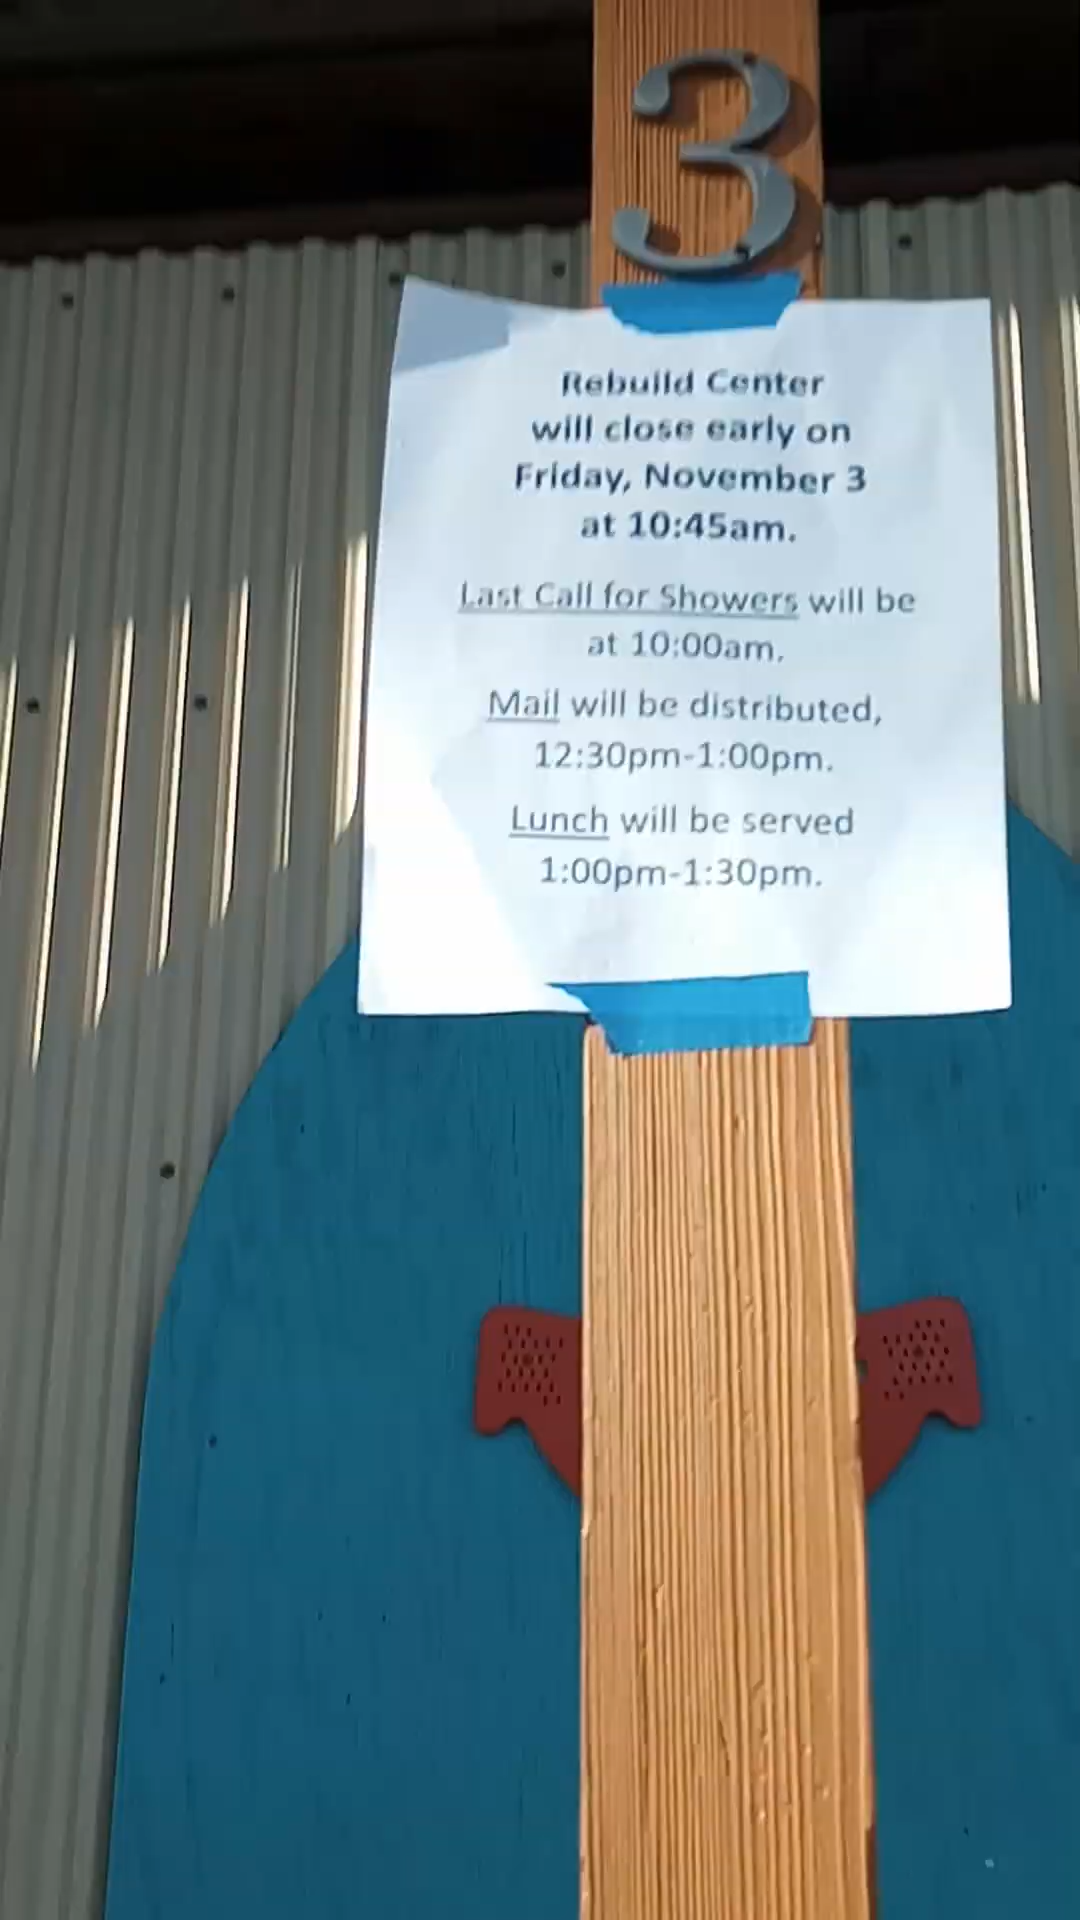 3
Rebuild Center
will close early on
Friday, November 3
at 10:45am.
Last Call for Showers will be
at 10:00am.
Mail will be distributed,
12:30pm-1:00pm.
Lunch will be served
1:00pm-1:30pm.